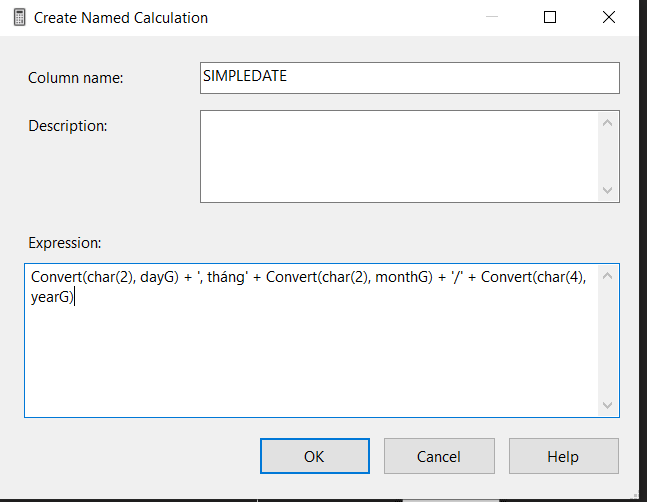 Create Named Calculation
Column name:
SIMPLEDATE
Description:
Expression:
Convert(char(2), dayG) + ', tháng' + Convert(char(2), monthG) + '/' + Convert(char(4),
yearG)
OK
Cancel
Help